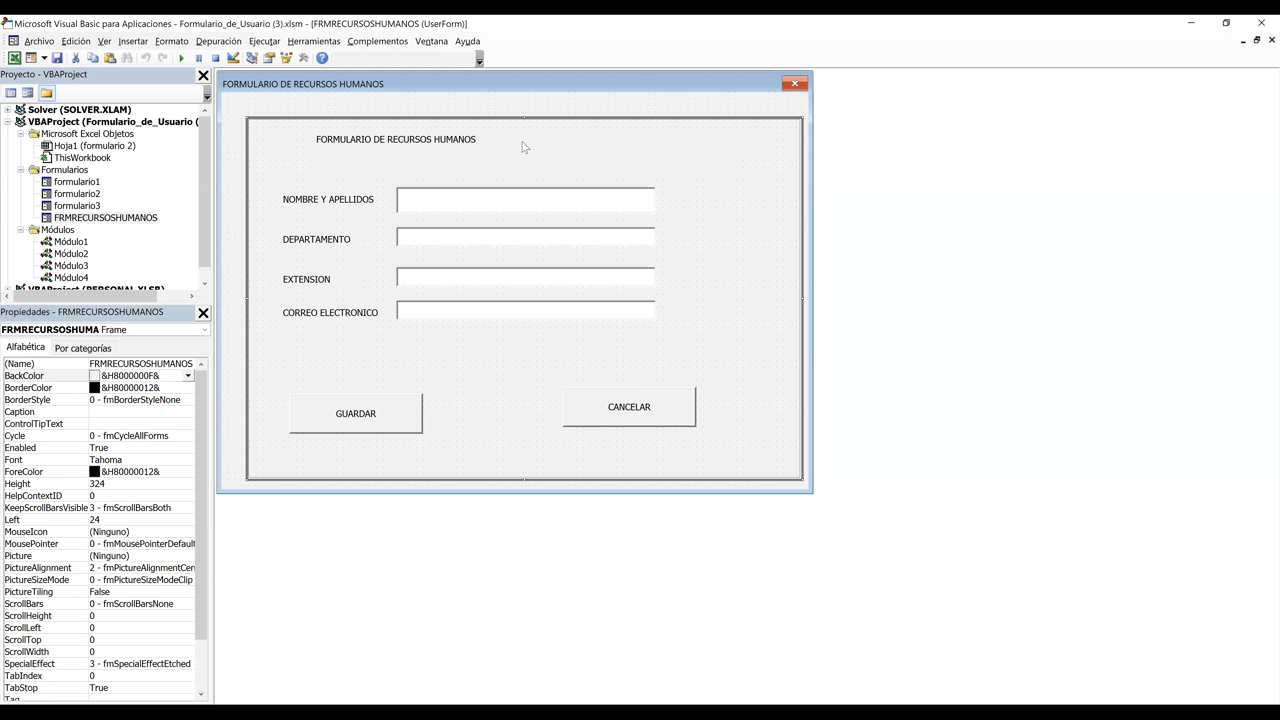 Microsoft Visual Basic para Aplicaciones - Formulario_de_Usuario (3).xlsm - [FRMRECURSOSHUMANOS (UserForm)]
Archivo Edición Ver Insertar Formato Depuración Ejecutar Herramientas Complementos Ventana Ayuda
Proyecto - VBAProject
Solver (SOLVER.XLAM)
VBAProject (Formulario_de_Usuario (
Microsoft Excel Objetos
Hoja1 (formulario 2)
ThisWorkbook
Formularios
formulario1
formulario2
formulario3
FRMRECURSOSHUMANOS
Módulos
Módulo1
Módulo2
Módulo3
Módulo4
VBAProject (PERSONAL.XLSB)
Propiedades - FRMRECURSOSHUMANOS
FRMRECURSOSHUMA Frame
Alfabética Por categorías
(Name) FRMRECURSOSHUMANOS
BackColor &H8000000F&
BorderColor &H80000012&
BorderStyle 0 - fmBorderStyleNone
Caption
ControlTipText
Cycle 0 - fmCycleAllForms
Enabled True
Font Tahoma
ForeColor &H80000012&
Height 324
HelpContextID 0
KeepScrollBarsVisible 3 - fmScrollBarsBoth
Left 24
MouseIcon (Ninguno)
MousePointer 0 - fmMousePointerDefault
Picture (Ninguno)
PictureAlignment 2 - fmPictureAlignmentCen
PictureSizeMode 0 - fmPictureSizeModeClip
PictureTiling False
ScrollBars 0 - fmScrollBarsNone
ScrollHeight 0
ScrollLeft 0
ScrollTop 0
ScrollWidth 0
SpecialEffect 3 - fmSpecialEffectEtched
TabIndex 0
TabStop True
Tag
FORMULARIO DE RECURSOS HUMANOS
FORMULARIO DE RECURSOS HUMANOS
NOMBRE Y APELLIDOS
DEPARTAMENTO
EXTENSION
CORREO ELECTRONICO
GUARDAR
CANCELAR